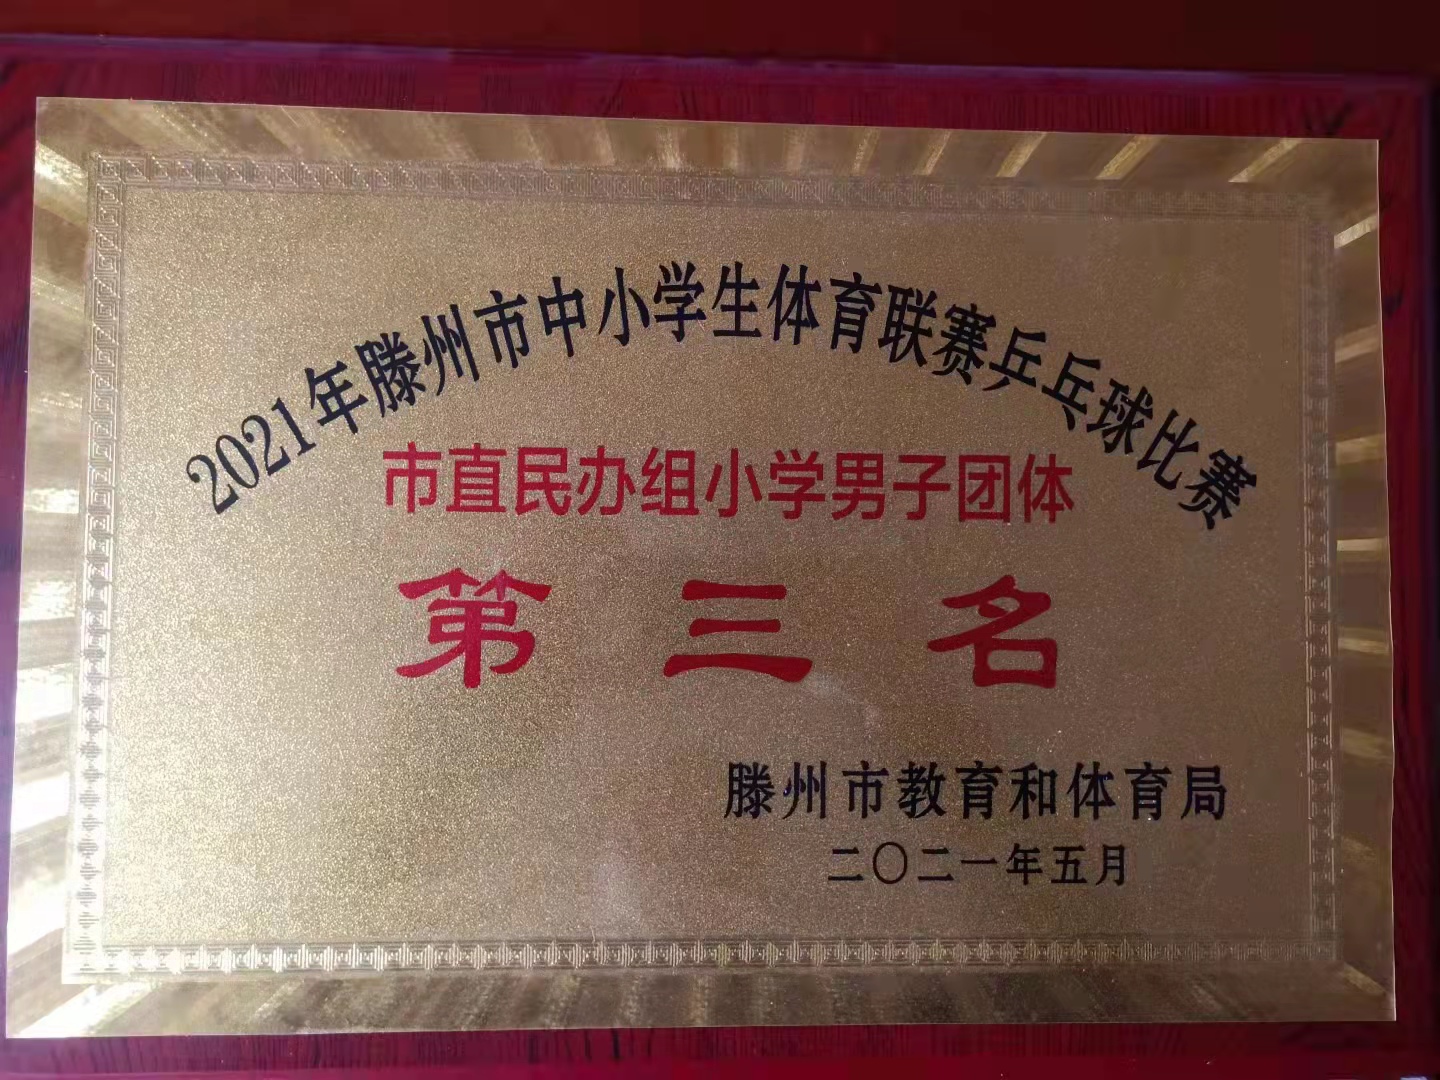 2021年滕州市中小学生体育联赛乒乓球比赛
市直民办组小学男子团体
第三名
滕州市教育和体育局
二〇二一年五月